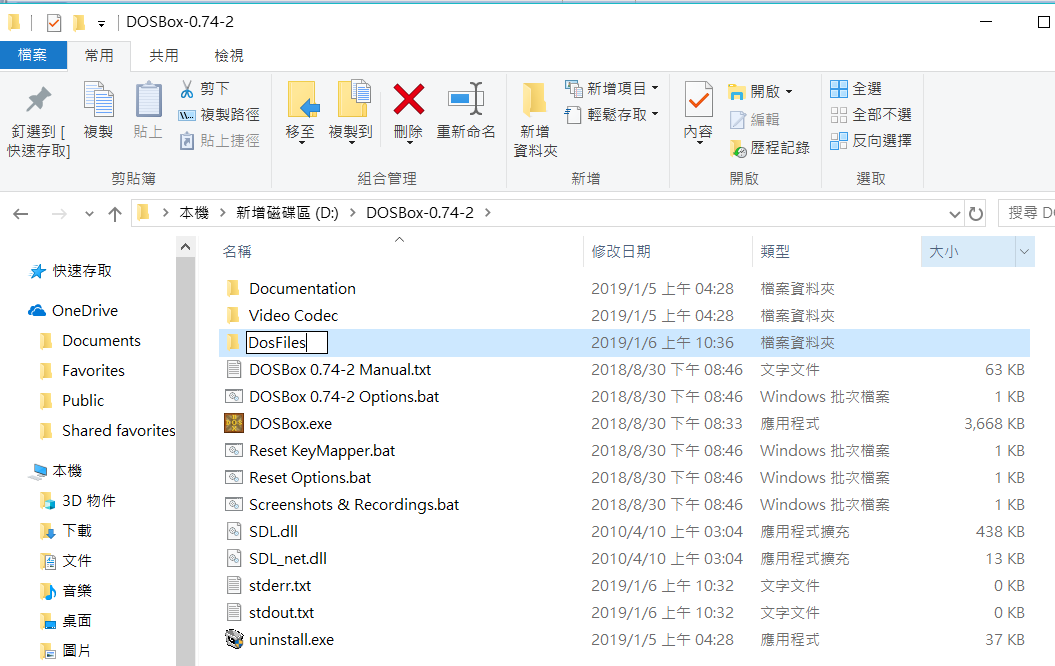 DOSBox-0.74-2
檔案 常用 共用 檢視
釘選到 [
快速存取]
複製
貼上
剪下
複製路徑
貼上捷徑
剪貼簿
移至
複製到
刪除
重新命名
組合管理
新增
資料夾
新增項目
輕鬆存取
新增
內容
開啟
編輯
歷程記錄
開啟
全選
全部不選
反向選擇
選取
本機 新增磁碟區 (D:) DOSBox-0.74-2
搜尋 DO
快速存取
OneDrive
Documents
Favorites
Public
Shared favorites
本機
3D 物件
下載
文件
音樂
桌面
圖片
名稱 修改日期 類型 大小
Documentation 2019/1/5 上午 04:28 檔案資料夾
Video Codec 2019/1/5 上午 04:28 檔案資料夾
DosFiles 2019/1/6 上午 10:36 檔案資料夾
DOSBox 0.74-2 Manual.txt 2018/8/30 下午 08:46 文字文件 63 KB
DOSBox 0.74-2 Options.bat 2018/8/30 下午 08:46 Windows 批次檔案 1 KB
DOSBox.exe 2018/8/30 下午 08:33 應用程式 3,668 KB
Reset KeyMapper.bat 2018/8/30 下午 08:46 Windows 批次檔案 1 KB
Reset Options.bat 2018/8/30 下午 08:46 Windows 批次檔案 1 KB
Screenshots & Recordings.bat 2018/8/30 下午 08:46 Windows 批次檔案 1 KB
SDL.dll 2010/4/10 上午 03:04 應用程式擴充 438 KB
SDL_net.dll 2010/4/10 上午 03:04 應用程式擴充 13 KB
stderr.txt 2019/1/6 上午 10:32 文字文件 0 KB
stdout.txt 2019/1/6 上午 10:32 文字文件 0 KB
uninstall.exe 2019/1/5 上午 04:28 應用程式 37 KB